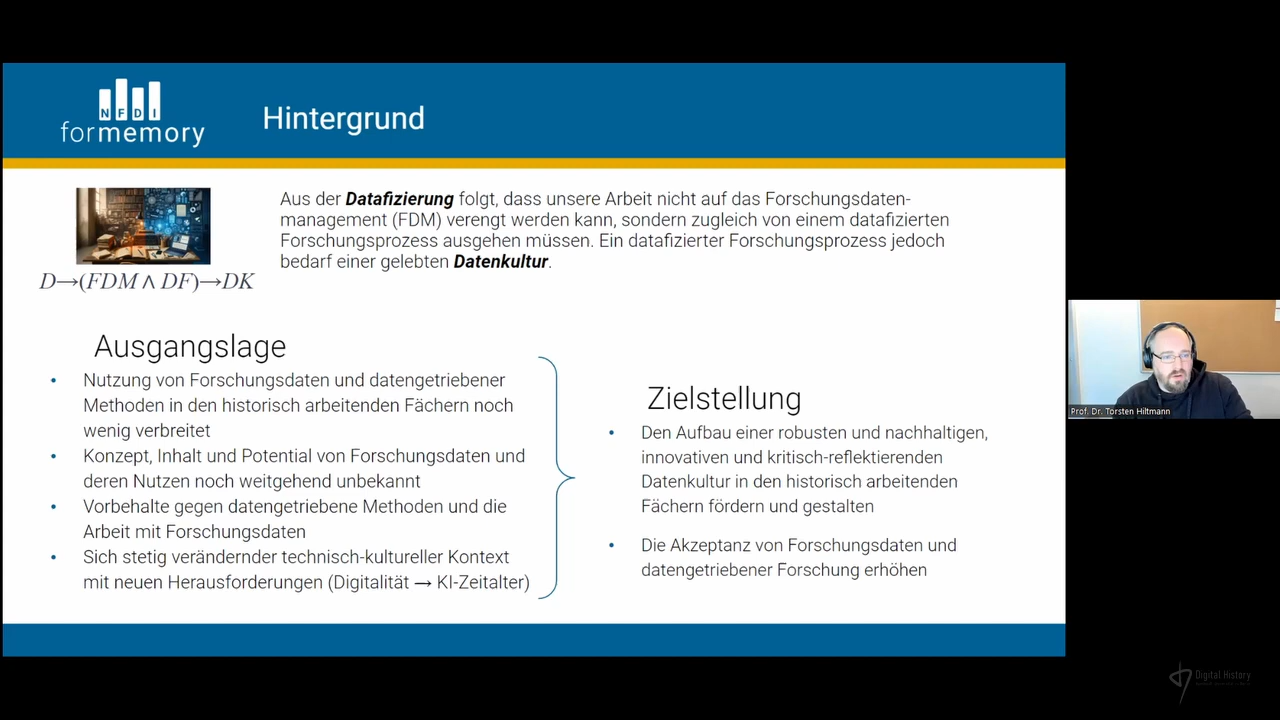 NFDI
formemory
Hintergrund
Aus der Datafizierung folgt, dass unsere Arbeit nicht auf das Forschungsdaten-
management (FDM) verengt werden kann, sondern zugleich von einem datafizierten
Forschungsprozess ausgehen müssen. Ein datafizierter Forschungsprozess jedoch
bedarf einer gelebten Datenkultur.
D→(FDM ∧ DF)→DK
Ausgangslage
• Nutzung von Forschungsdaten und datengetriebener
Methoden in den historisch arbeitenden Fächern noch
wenig verbreitet
• Konzept, Inhalt und Potential von Forschungsdaten und
deren Nutzen noch weitgehend unbekannt
• Vorbehalte gegen datengetriebene Methoden und die
Arbeit mit Forschungsdaten
• Sich stetig verändernder technisch-kultureller Kontext
mit neuen Herausforderungen (Digitalität → KI-Zeitalter)
Zielstellung
• Den Aufbau einer robusten und nachhaltigen,
innovativen und kritisch-reflektierenden
Datenkultur in den historisch arbeitenden
Fächern fördern und gestalten
• Die Akzeptanz von Forschungsdaten und
datengetriebener Forschung erhöhen
Prof. Dr. Torsten Hiltmann
Digital History